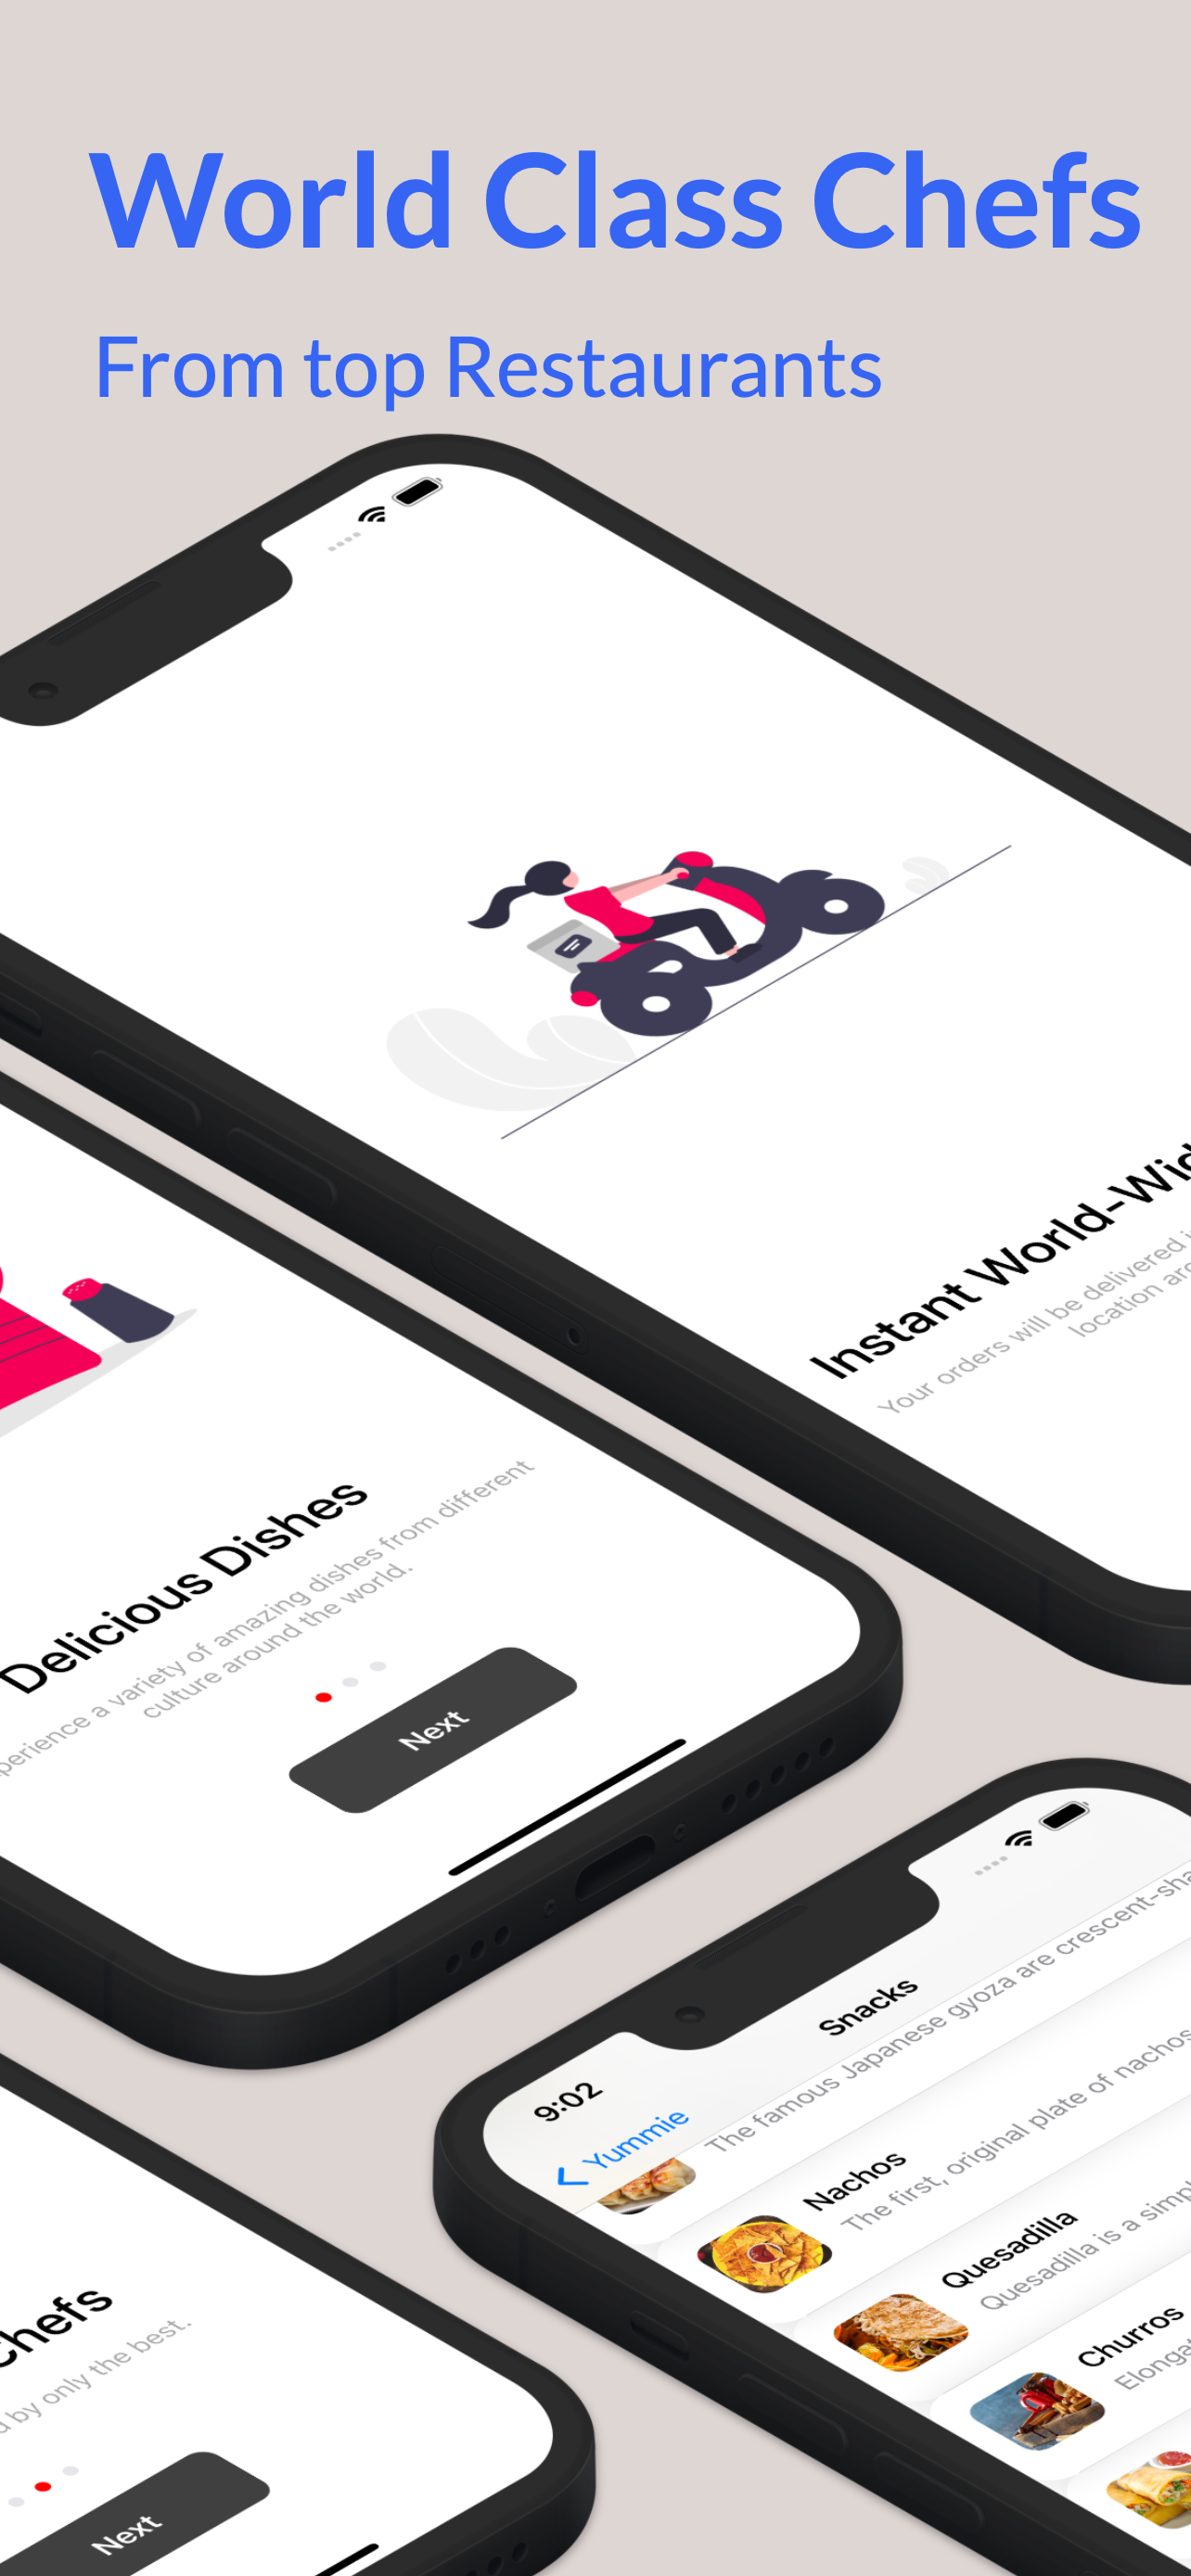 World Class Chefs
From top Restaurants
Instant World-Wid
Your orders will be delivered
location
Delicious Dishes
perience a variety of amazing dishes from different
culture around the world.
Next
9:02
Yummie
Snacks
The famous Japanese gyoza are crescent-sha
Nachos
The first, original plate of nachos
Quesadilla
Quesadilla is a simpl
Churros
Elongat
Chefs
d by only the best.
Next